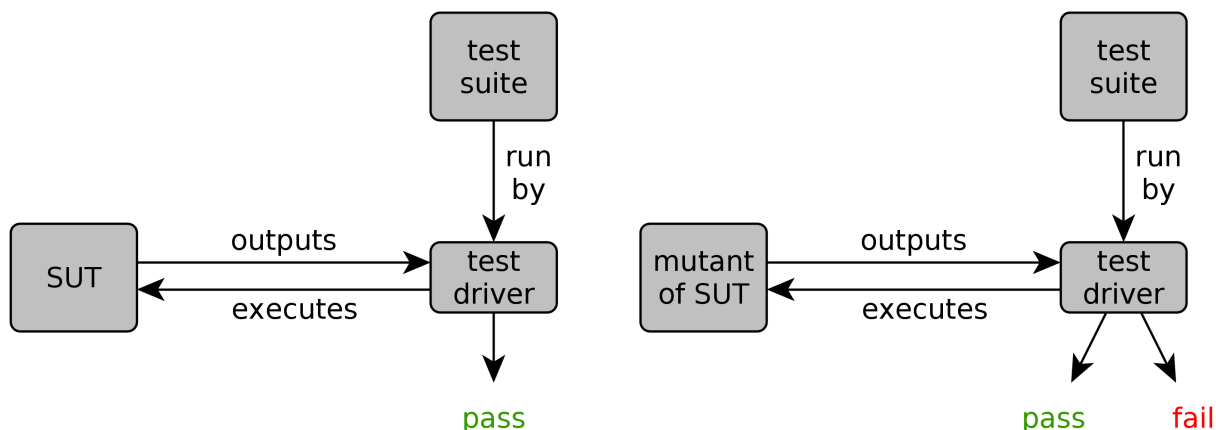 test
suite
run
by
outputs
SUT
test
driver
executes
pass
test
suite
run
by
outputs
mutant
of SUT
test
driver
executes
pass
fail